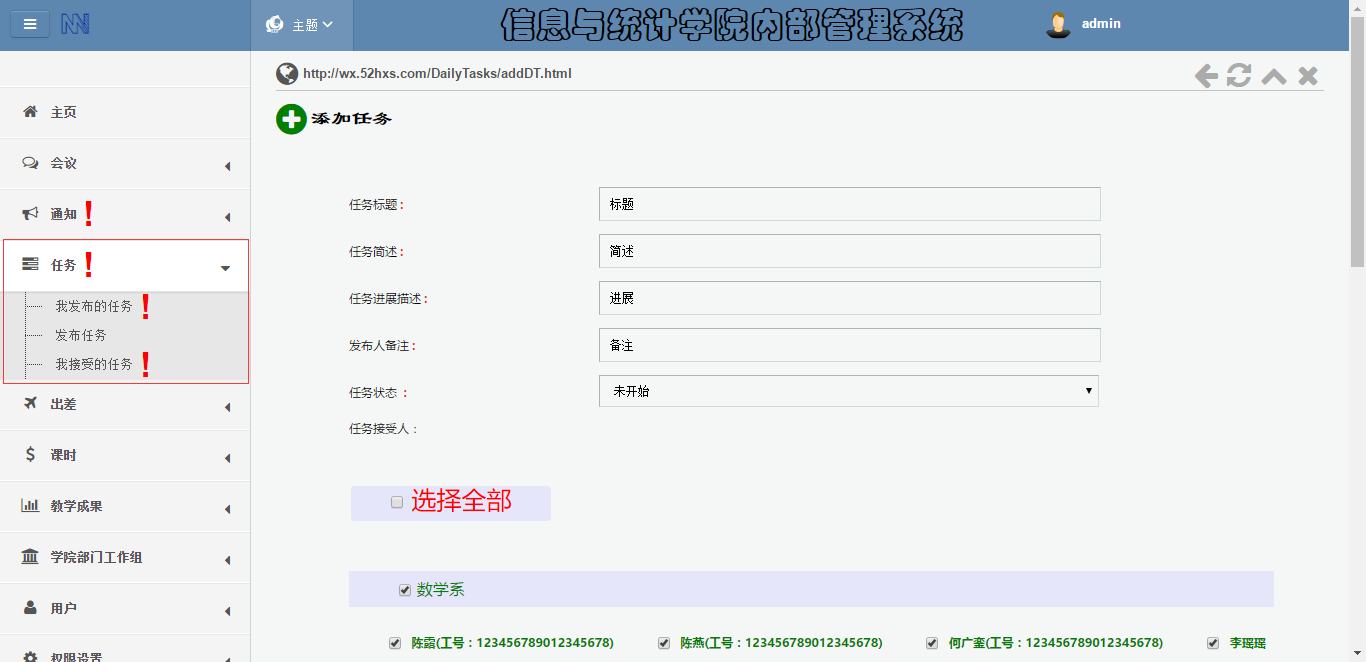 主题
信息与统计学院内部管理系统
admin
http://wx.52hxs.com/DailyTasks/addDT.html
添加任务
主页
会议
通知！
任务！
我发布的任务！
发布任务
我接受的任务！
出差
课时
教学成果
学院部门工作组
用户
权限设置
任务标题： 标题
任务简述： 简述
任务进展描述： 进展
发布人备注： 备注
任务状态 ： 未开始
任务接受人：
选择全部
数学系
陈露(工号：123456789012345678) 陈燕(工号：123456789012345678) 何广銮(工号：123456789012345678) 李瑶瑶